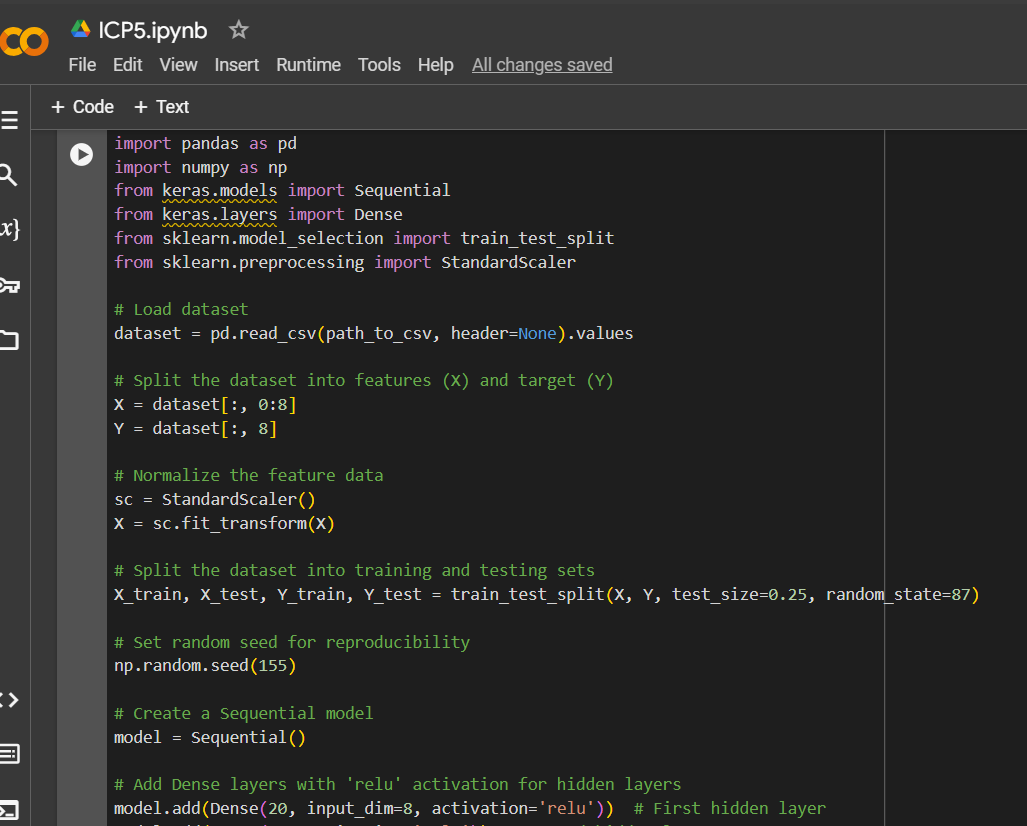 ICP5.ipynb
File Edit View Insert Runtime Tools Help All changes saved
+ Code + Text
import pandas as pd
import numpy as np
from keras.models import Sequential
from keras.layers import Dense
from sklearn.model_selection import train_test_split
from sklearn.preprocessing import StandardScaler
# Load dataset
dataset = pd.read_csv(path_to_csv, header=None).values
# Split the dataset into features (X) and target (Y)
X = dataset[:, 0:8]
Y = dataset[:, 8]
# Normalize the feature data
sc = StandardScaler()
X = sc.fit_transform(X)
# Split the dataset into training and testing sets
X_train, X_test, Y_train, Y_test = train_test_split(X, Y, test_size=0.25, random_state=87)
# Set random seed for reproducibility
np.random.seed(155)
# Create a Sequential model
model = Sequential()
# Add Dense layers with 'relu' activation for hidden layers
model.add(Dense(20, input_dim=8, activation='relu')) # First hidden layer